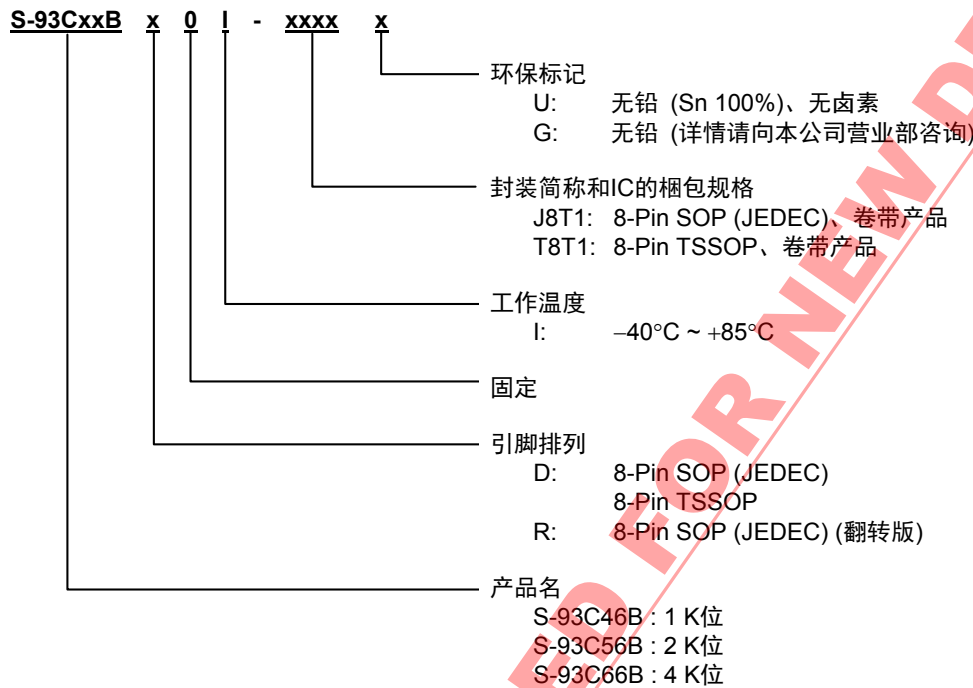 S-93CxxB x 0 I - xxxx x
环保标记
U: 无铅 (Sn 100%)、无卤素
G: 无铅 (详情请向本公司营业部咨询)
封装简称和IC的梱包规格
J8T1: 8-Pin SOP (JEDEC)、卷带产品
T8T1: 8-Pin TSSOP、卷带产品
工作温度
I: −40°C ~ +85°C
固定
引脚排列
D: 8-Pin SOP (JEDEC)
8-Pin TSSOP
R: 8-Pin SOP (JEDEC) (翻转版)
产品名
S-93C46B : 1 K位
S-93C56B : 2 K位
S-93C66B : 4 K位
ED FOR NEW D